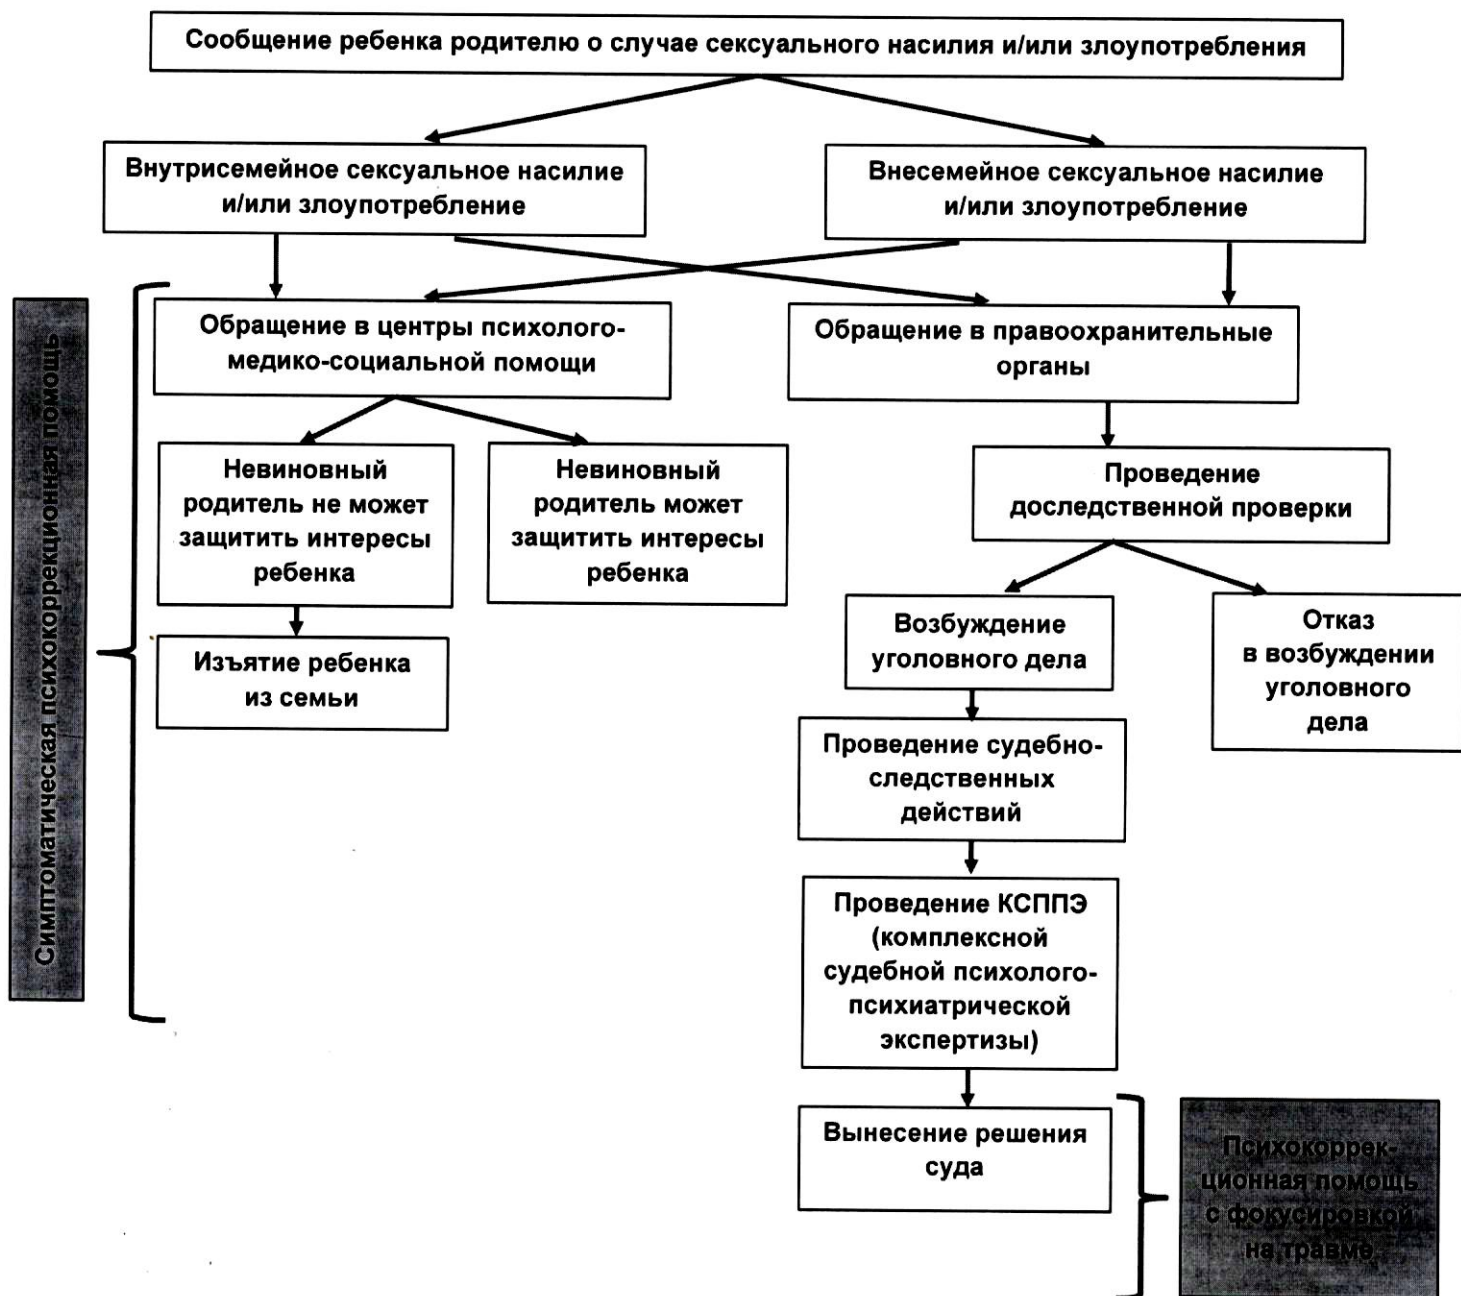 Сообщение ребенка родителю о случае сексуального насилия и/или злоупотребления
Внутрисемейное сексуальное насилие
и/или злоупотребление
Внесемейное сексуальное насилие
и/или злоупотребление
Обращение в центры психолого-
медико-социальной помощи
Обращение в правоохранительные
органы
Симптоматическая психокоррекционная помощь
Невиновный
родитель не может
защитить интересы
ребенка
Невиновный
родитель может
защитить интересы
ребенка
Проведение
доследственной проверки
Изъятие ребенка
из семьи
Возбуждение
уголовного дела
Отказ
в возбуждении
уголовного
дела
Проведение судебно-
следственных
действий
Проведение КСППЭ
(комплексной
судебной психолого-
психиатрической
экспертизы)
Вынесение решения
суда
Психокоррек-
ционная помощь
с фокусировкой
на травме